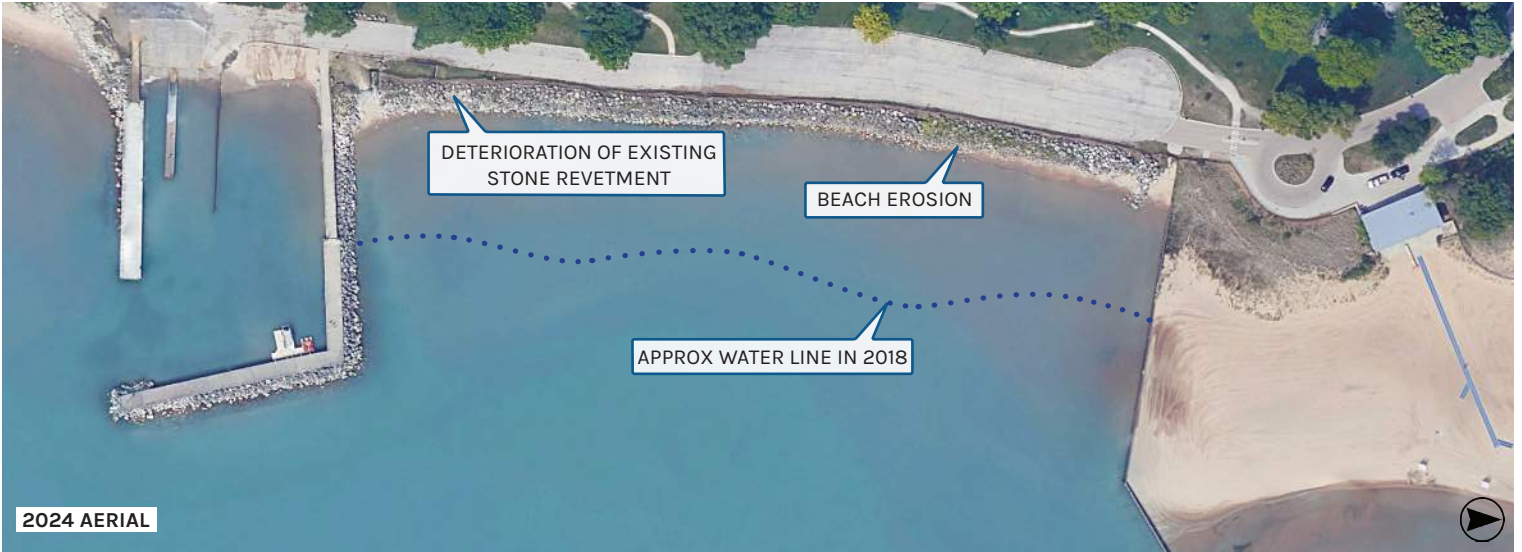 DETERIORATION OF EXISTING
STONE REVETMENT
BEACH EROSION
APPROX WATER LINE IN 2018
2024 AERIAL